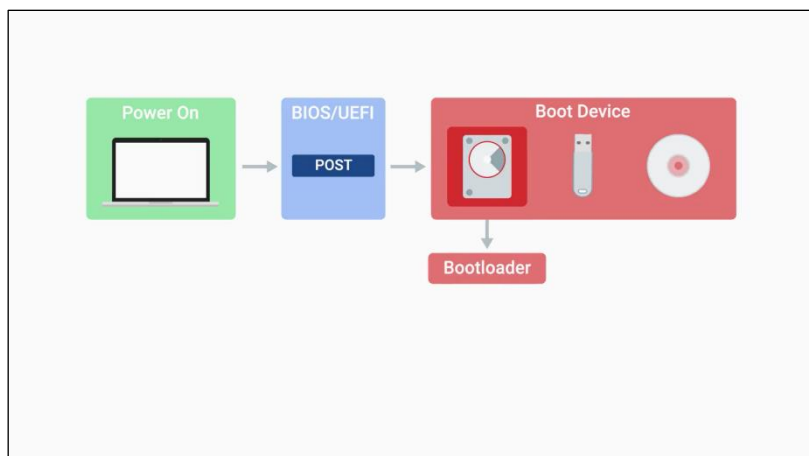 Power On
BIOS/UEFI
POST
Boot Device
Bootloader